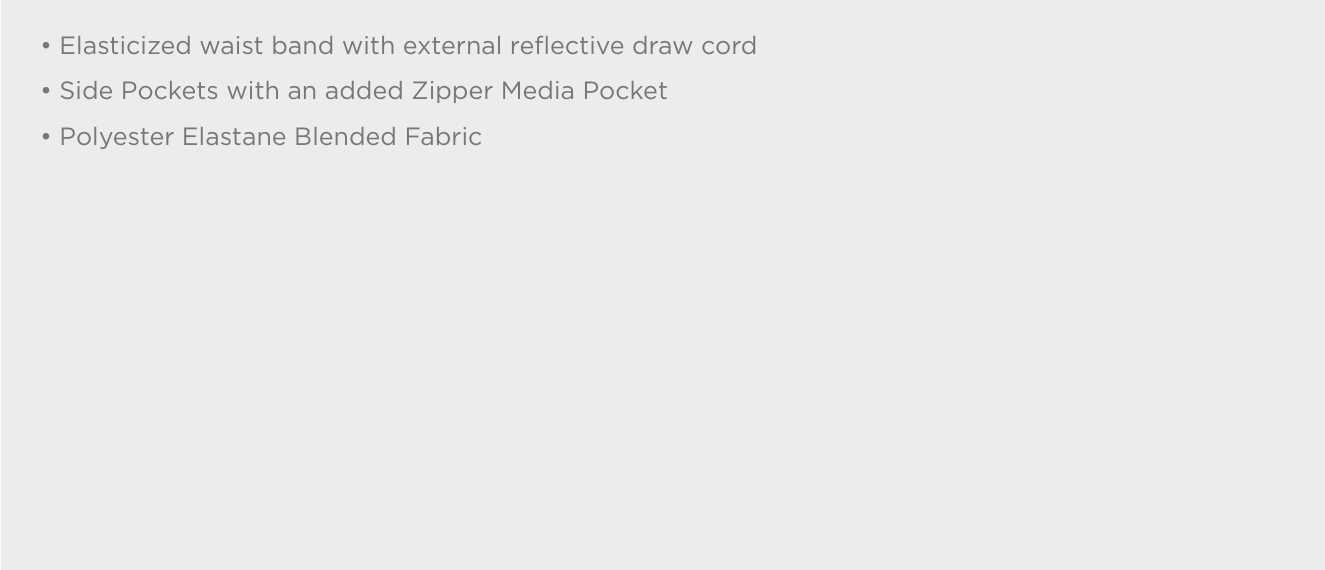 • Elasticized waist band with external reflective draw cord
• Side Pockets with an added Zipper Media Pocket
• Polyester Elastane Blended Fabric